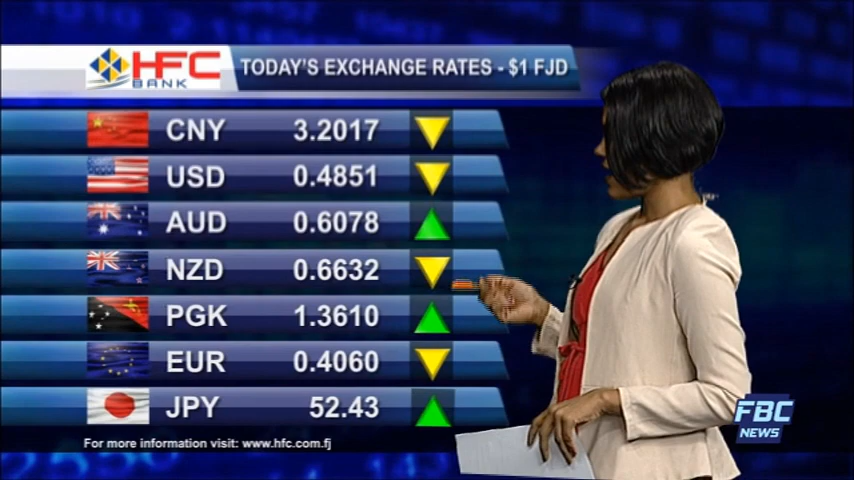 HFC
BANK
TODAY'S EXCHANGE RATES - $1 FJD
CNY 3.2017
USD 0.4851
AUD 0.6078
NZD 0.6632
PGK 1.3610
EUR 0.4060
JPY 52.43
For more information visit: www.hfc.com.fj
FBC
NEWS